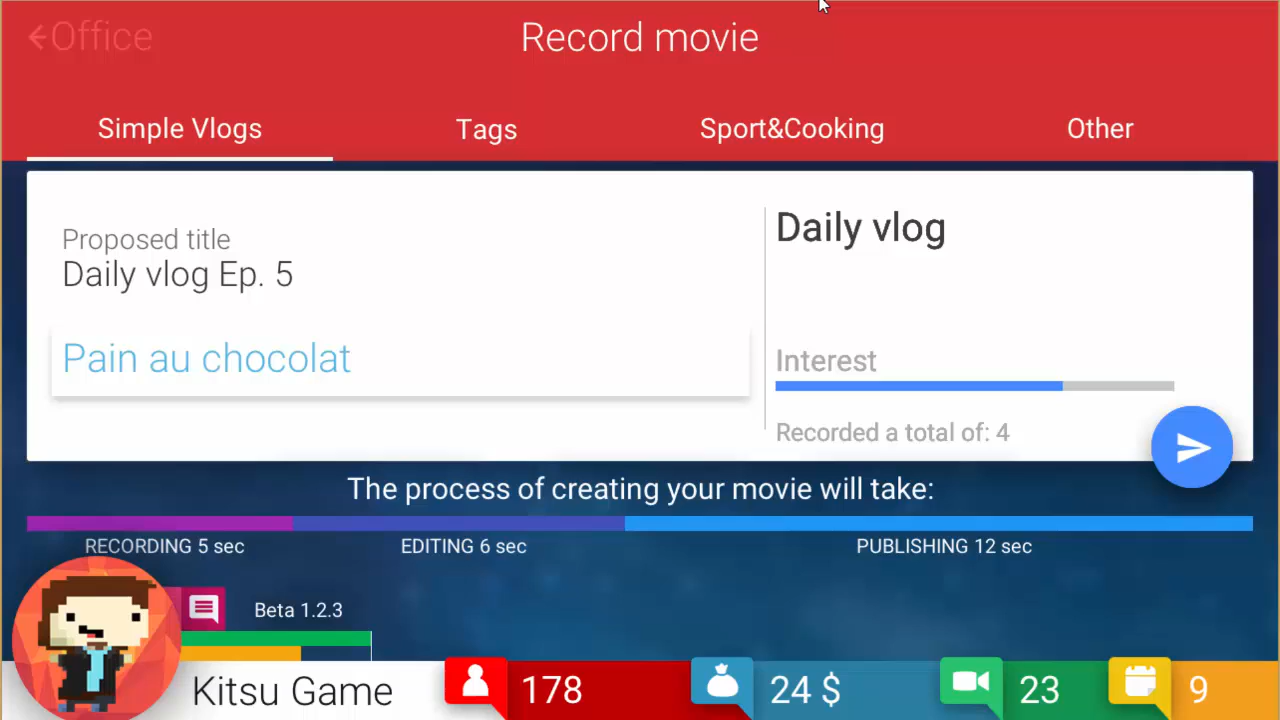 Office
Record movie
Simple Vlogs
Tags
Sport&Cooking
Other
Proposed title
Daily vlog Ep. 5
Pain au chocolat
Daily vlog
Interest
Recorded a total of: 4
The process of creating your movie will take:
RECORDING 5 sec
EDITING 6 sec
PUBLISHING 12 sec
Beta 1.2.3
Kitsu Game
178
24 $
23
9